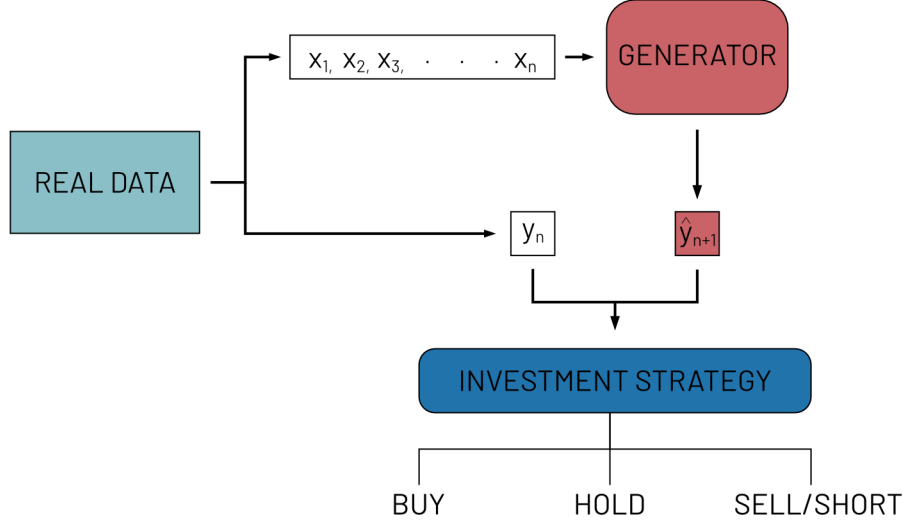 x₁, x₂, x₃, · · · xₙ
GENERATOR
REAL DATA
yₙ
ŷₙ₊₁
INVESTMENT STRATEGY
BUY
HOLD
SELL/SHORT